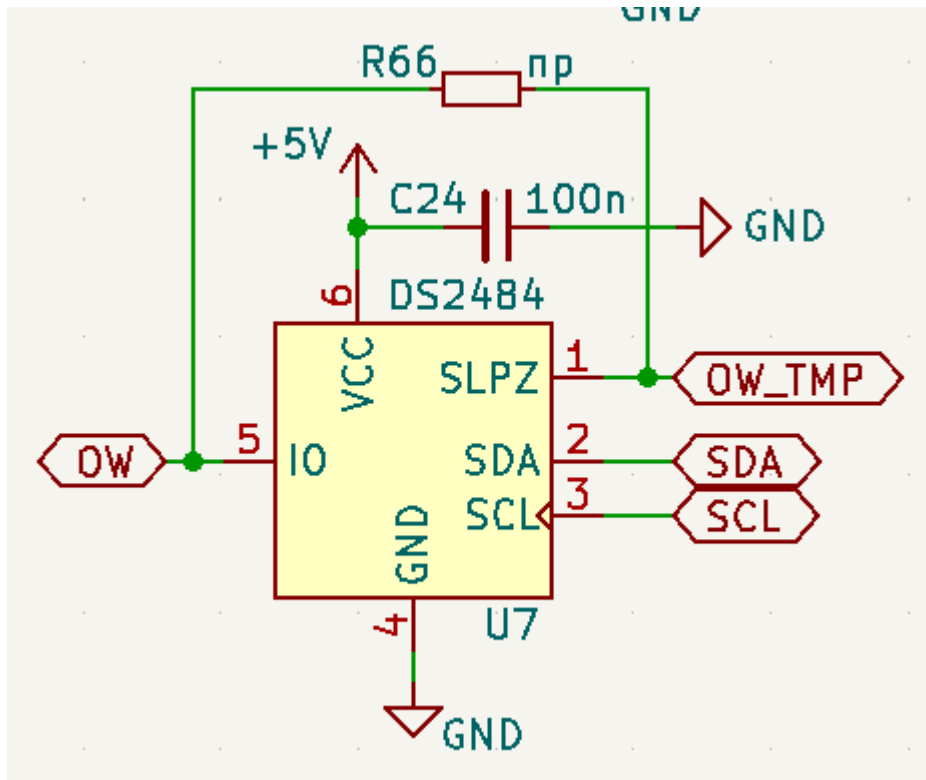 GND
R66 np
+5V
C24 100n
GND
6
DS2484
VCC
SLPZ 1 OW_TMP
OW 5 IO
SDA 2 SDA
SCL 3 SCL
GND
4
U7
GND